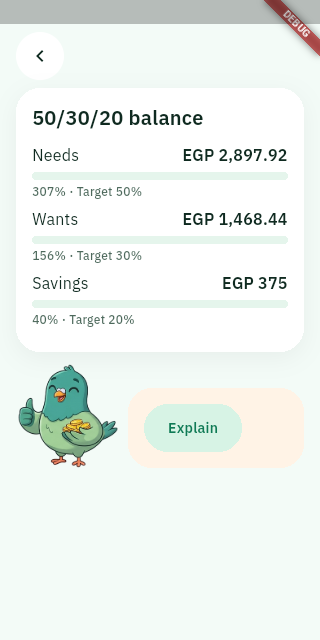 DEBUG
50/30/20 balance
Needs EGP 2,897.92
307% · Target 50%
Wants EGP 1,468.44
156% · Target 30%
Savings EGP 375
40% · Target 20%
Explain